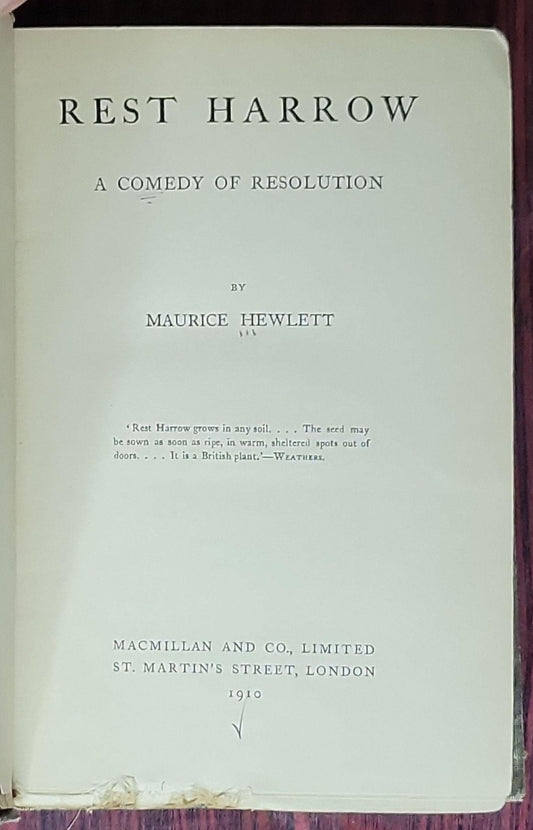 REST HARROW
A COMEDY OF RESOLUTION
BY
MAURICE HEWLETT
'Rest Harrow grows in any soil. . . . The seed may
be sown as soon as ripe, in warm, sheltered spots out of
doors. . . . It is a British plant.'—WEATHERS.
MACMILLAN AND CO., LIMITED
ST. MARTIN'S STREET, LONDON
1910